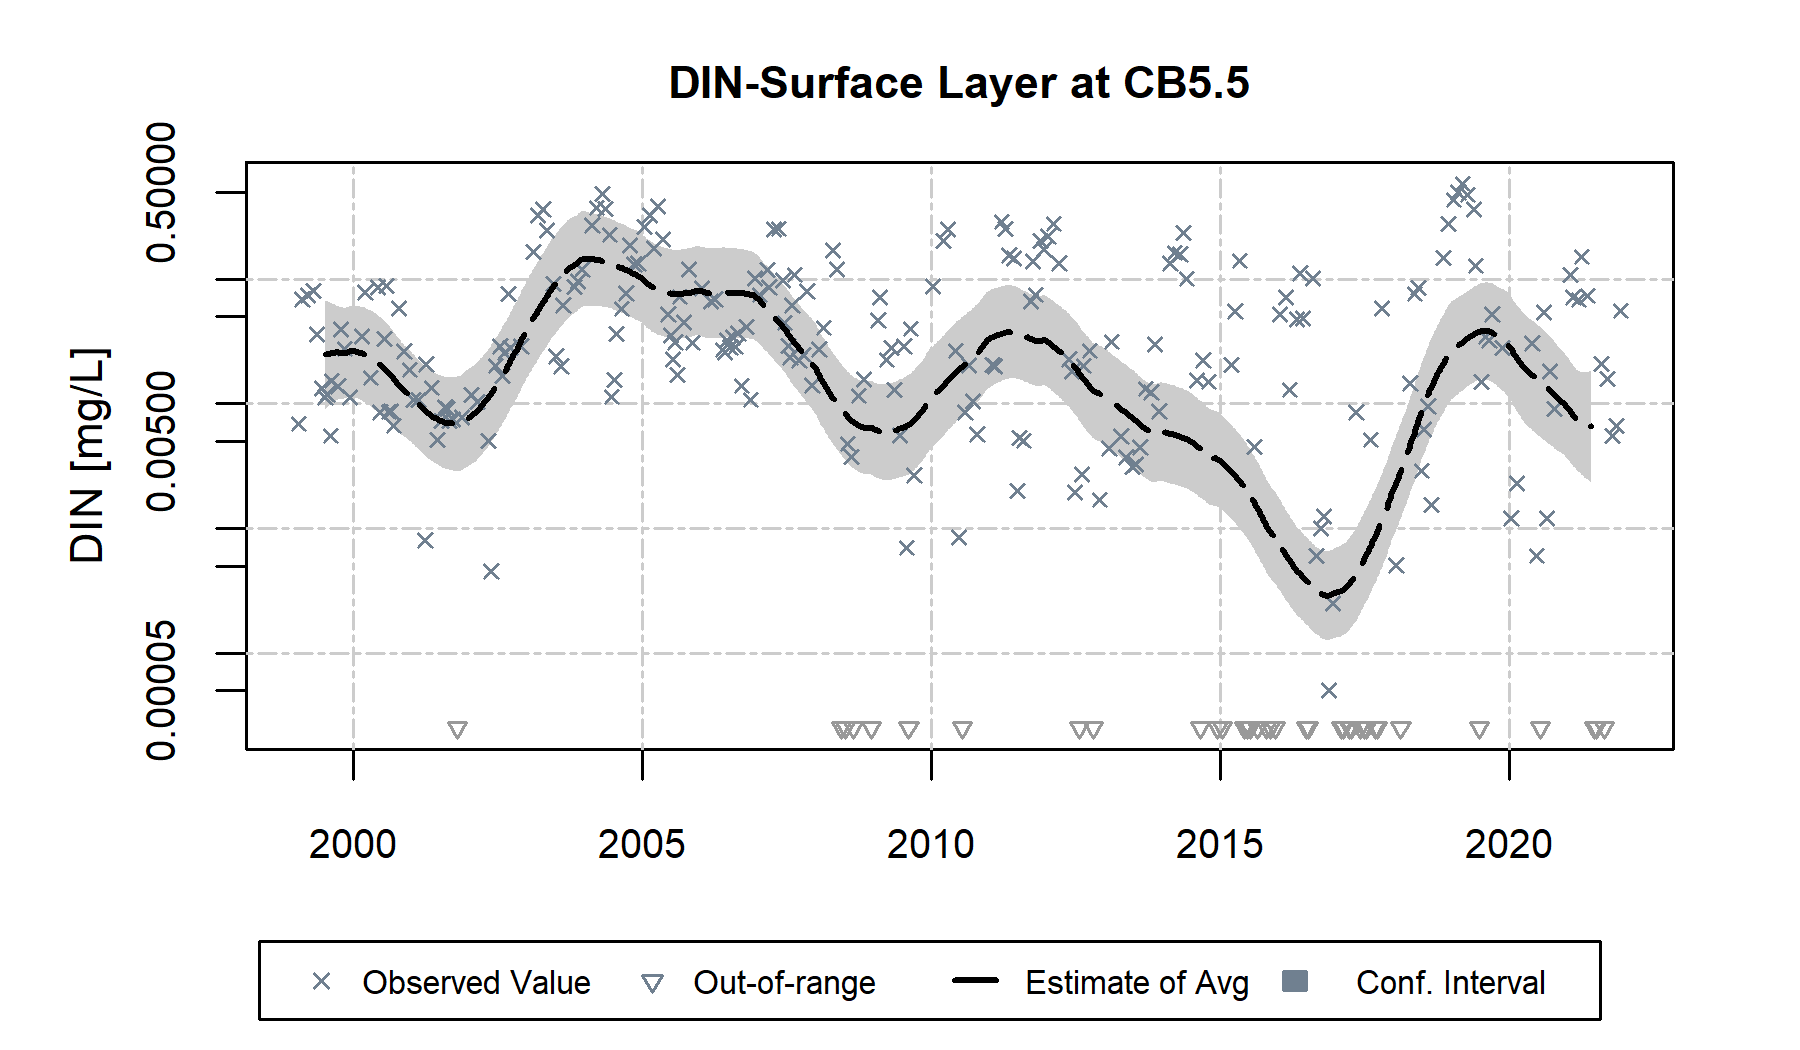 DIN-Surface Layer at CB5.5
DIN [mg/L]
0.50000
0.00500
0.00005
2000 2005 2010 2015 2020
Observed Value Out-of-range Estimate of Avg Conf. Interval